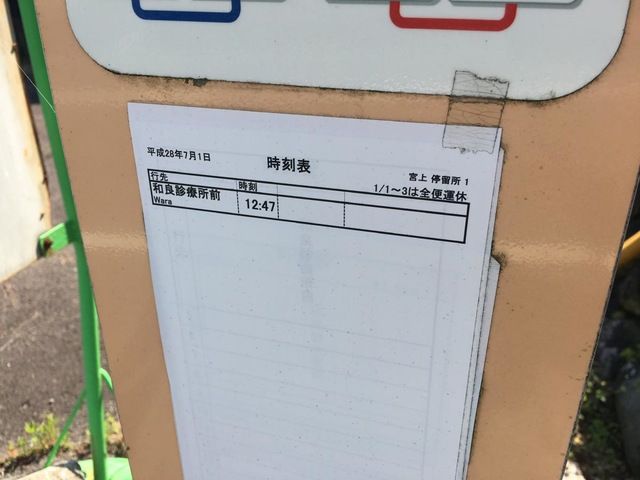 平成28年7月1日
時刻表
宮上 停留所 1
1/1～3は全便運休
行先 時刻
和良診療所前 12:47
Wara